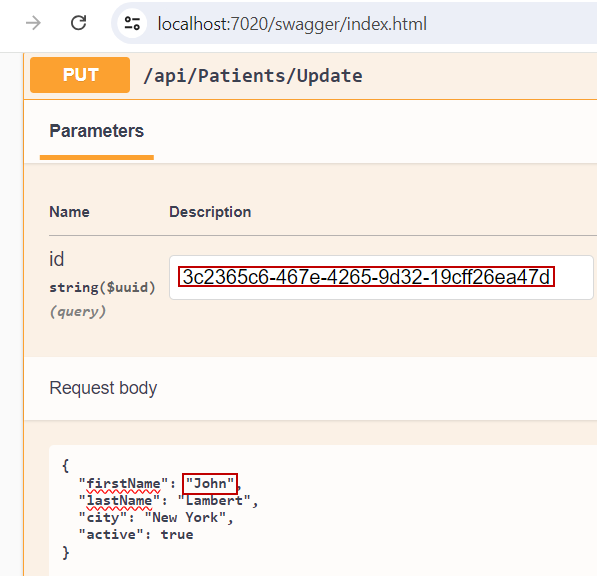 localhost:7020/swagger/index.html
PUT /api/Patients/Update
Parameters
Name Description
id
string($uuid)
(query)
3c2365c6-467e-4265-9d32-19cff26ea47d
Request body
{
"firstName": "John",
"lastName": "Lambert",
"city": "New York",
"active": true
}